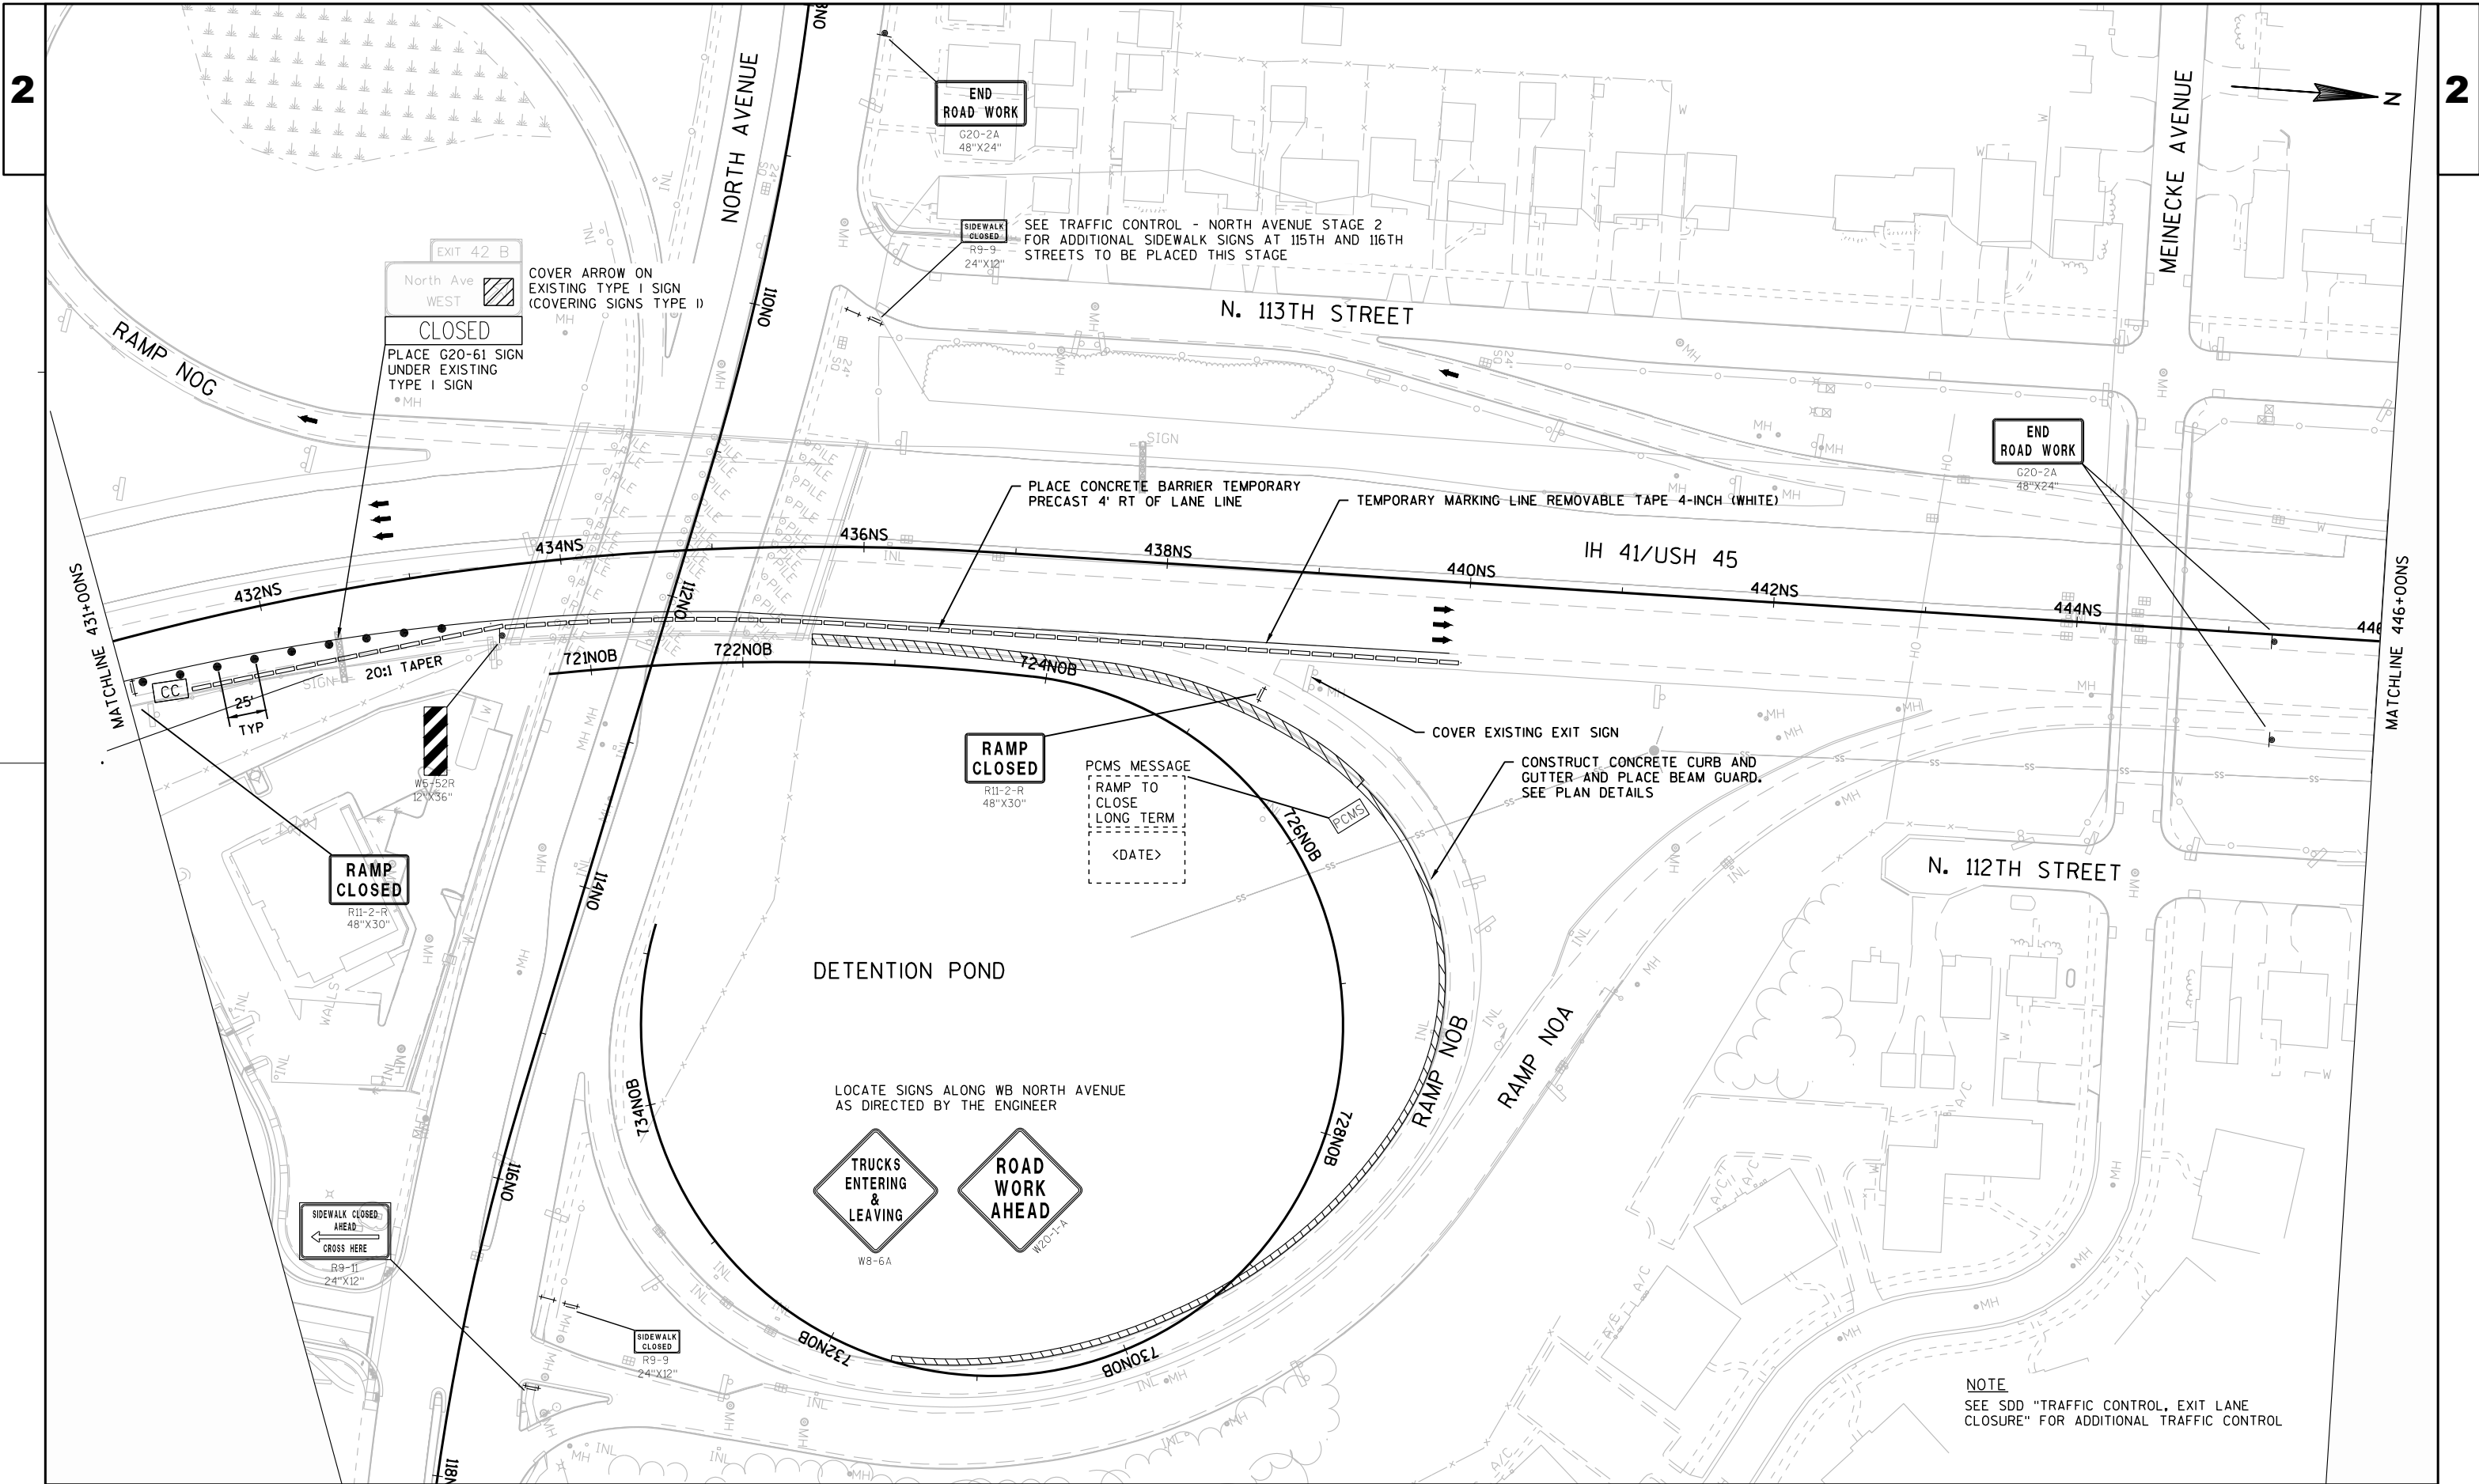 2
2
NORTH AVENUE
END
ROAD WORK
G20-2A
48"X24"
MEINECKE AVENUE
N
SIDEWALK
CLOSED
R9-9
24"X12"
SEE TRAFFIC CONTROL - NORTH AVENUE STAGE 2
FOR ADDITIONAL SIDEWALK SIGNS AT 115TH AND 116TH
STREETS TO BE PLACED THIS STAGE
EXIT 42 B
North Ave
WEST
COVER ARROW ON
EXISTING TYPE I SIGN
(COVERING SIGNS TYPE I)
CLOSED
PLACE G20-61 SIGN
UNDER EXISTING
TYPE I SIGN
RAMP NOG
110NO
N. 113TH STREET
SIGN
END
ROAD WORK
G20-2A
48"X24"
PLACE CONCRETE BARRIER TEMPORARY
PRECAST 4' RT OF LANE LINE
TEMPORARY MARKING LINE REMOVABLE TAPE 4-INCH (WHITE)
IH 41/USH 45
432NS
434NS
436NS
438NS
440NS
442NS
444NS
446
MATCHLINE 431+00NS
MATCHLINE 446+00NS
112NO
CC
25'
TYP
SIGN
20:1 TAPER
721NOB
722NOB
724NOB
W5-52R
12"X36"
RAMP
CLOSED
R11-2-R
48"X30"
COVER EXISTING EXIT SIGN
PCMS MESSAGE
RAMP TO
CLOSE
LONG TERM
<DATE>
PCMS
726NOB
CONSTRUCT CONCRETE CURB AND
GUTTER AND PLACE BEAM GUARD.
SEE PLAN DETAILS
RAMP
CLOSED
R11-2-R
48"X30"
114NO
N. 112TH STREET
DETENTION POND
WALLS
RAMP NOB
RAMP NOA
LOCATE SIGNS ALONG WB NORTH AVENUE
AS DIRECTED BY THE ENGINEER
734NOB
728NOB
TRUCKS
ENTERING
&
LEAVING
W8-6A
ROAD
WORK
AHEAD
W20-1-A
116NO
SIDEWALK CLOSED
AHEAD
CROSS HERE
R9-11
24"X12"
SIDEWALK
CLOSED
R9-9
24"X12"
732NOB
730NOB
NOTE
SEE SDD "TRAFFIC CONTROL, EXIT LANE
CLOSURE" FOR ADDITIONAL TRAFFIC CONTROL